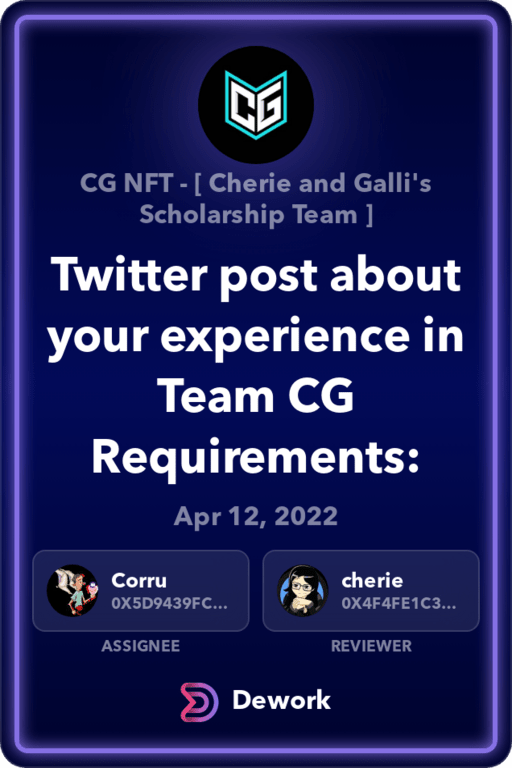 CG
CG NFT - [ Cherie and Galli's
Scholarship Team ]
Twitter post about
your experience in
Team CG
Requirements:
Apr 12, 2022
Corru
0X5D9439FC...
cherie
0X4F4FE1C3...
ASSIGNEE
REVIEWER
Dework